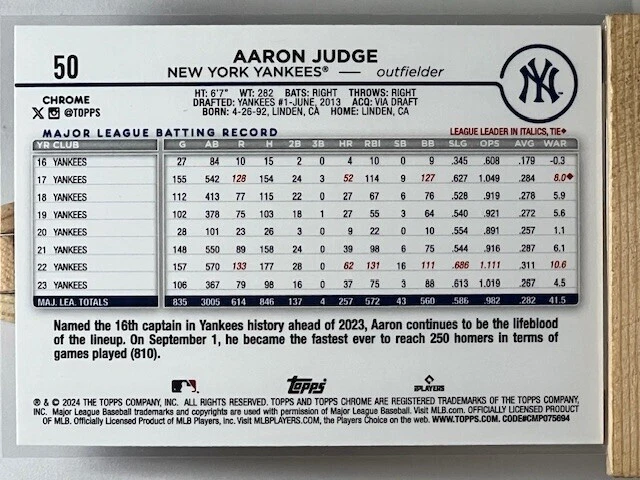 50
AARON JUDGE
NEW YORK YANKEES® — outfielder
NY
CHROME
@TOPPS
HT: 6'7" WT: 282 BATS: RIGHT THROWS: RIGHT
DRAFTED: YANKEES #1-JUNE, 2013 ACQ: VIA DRAFT
BORN: 4-26-92, LINDEN, CA HOME: LINDEN, CA
MAJOR LEAGUE BATTING RECORD LEAGUE LEADER IN ITALICS, TIE♦
YR CLUB G AB R H 2B 3B HR RBI SB BB SLG OPS AVG WAR
16 YANKEES 27 84 10 15 2 0 4 10 0 9 .345 .608 .179 -0.3
17 YANKEES 155 542 128 154 24 3 52 114 9 127 .627 1.049 .284 8.0♦
18 YANKEES 112 413 77 115 22 0 27 67 6 76 .528 .919 .278 5.9
19 YANKEES 102 378 75 103 18 1 27 55 3 64 .540 .921 .272 5.6
20 YANKEES 28 101 23 26 3 0 9 22 0 10 .554 .891 .257 1.1
21 YANKEES 148 550 89 158 24 0 39 98 6 75 .544 .916 .287 6.1
22 YANKEES 157 570 133 177 28 0 62 131 16 111 .686 1.111 .311 10.6
23 YANKEES 106 367 79 98 16 0 37 75 3 88 .613 1.019 .267 4.5
MAJ. LEA. TOTALS 835 3005 614 846 137 4 257 572 43 560 .586 .982 .282 41.5
Named the 16th captain in Yankees history ahead of 2023, Aaron continues to be the lifeblood
of the lineup. On September 1, he became the fastest ever to reach 250 homers in terms of
games played (810).
Topps
PLAYERS
® & © 2024 THE TOPPS COMPANY, INC. ALL RIGHTS RESERVED. TOPPS AND TOPPS CHROME ARE REGISTERED TRADEMARKS OF THE TOPPS COMPANY,
INC. Major League Baseball trademarks and copyrights are used with permission of Major League Baseball. Visit MLB.com. OFFICIALLY LICENSED PRODUCT
OF MLB. Officially Licensed Product of MLB Players, Inc. Visit MLBPLAYERS.COM, the Players Choice on the web. WWW.TOPPS.COM. CODE#CMP075694